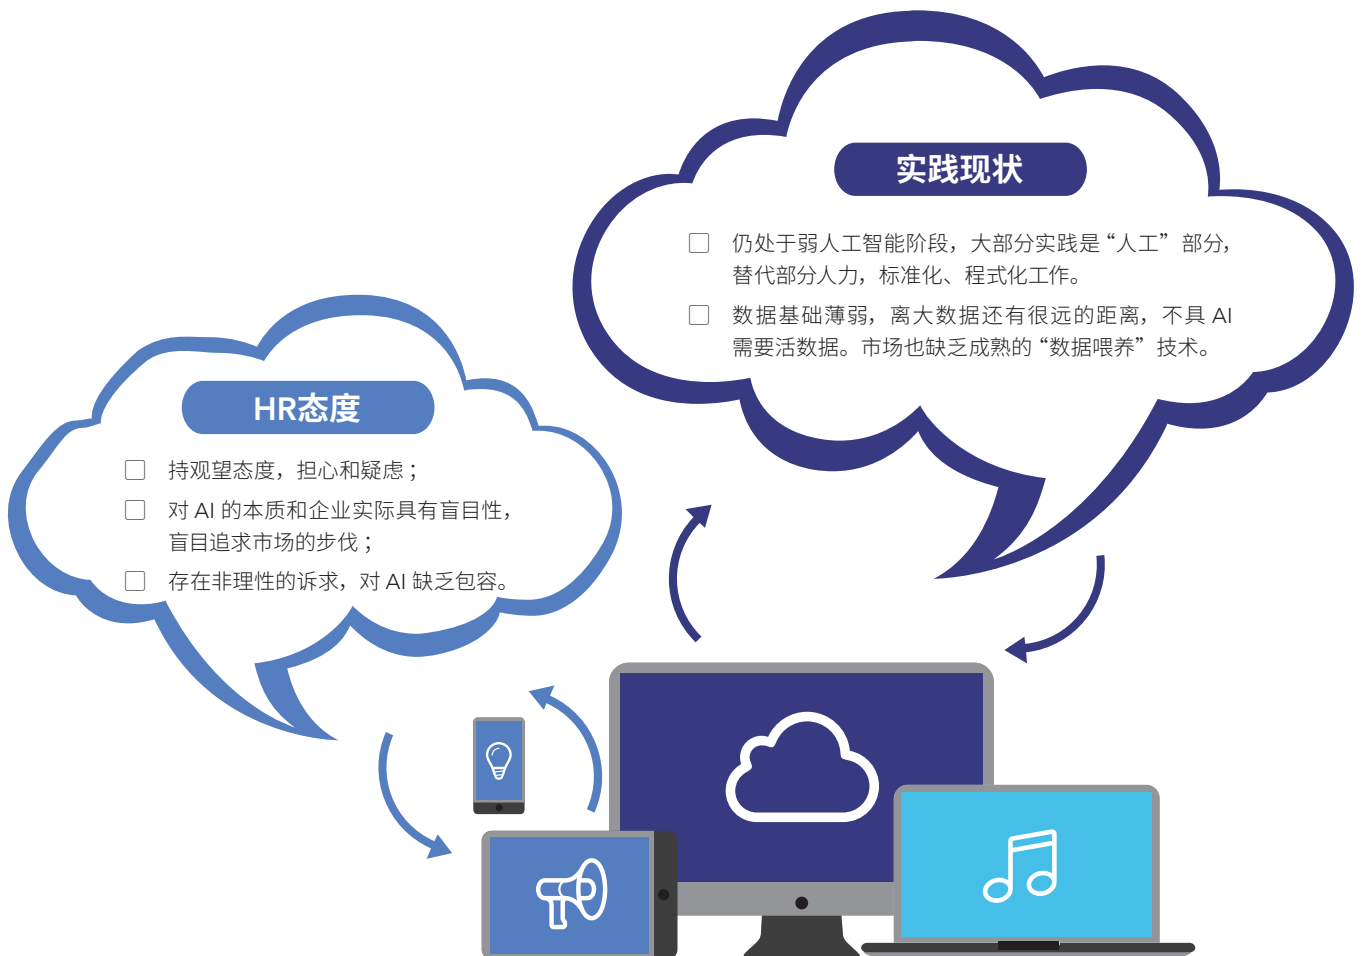 实践现状
仍处于弱人工智能阶段，大部分实践是“人工”部分，
替代部分人力，标准化、程式化工作。
数据基础薄弱，离大数据还有很远的距离，不具 AI
需要活数据。市场也缺乏成熟的“数据喂养”技术。
HR态度
持观望态度，担心和疑虑；
对 AI 的本质和企业实际具有盲目性，
盲目追求市场的步伐；
存在非理性的诉求，对 AI 缺乏包容。